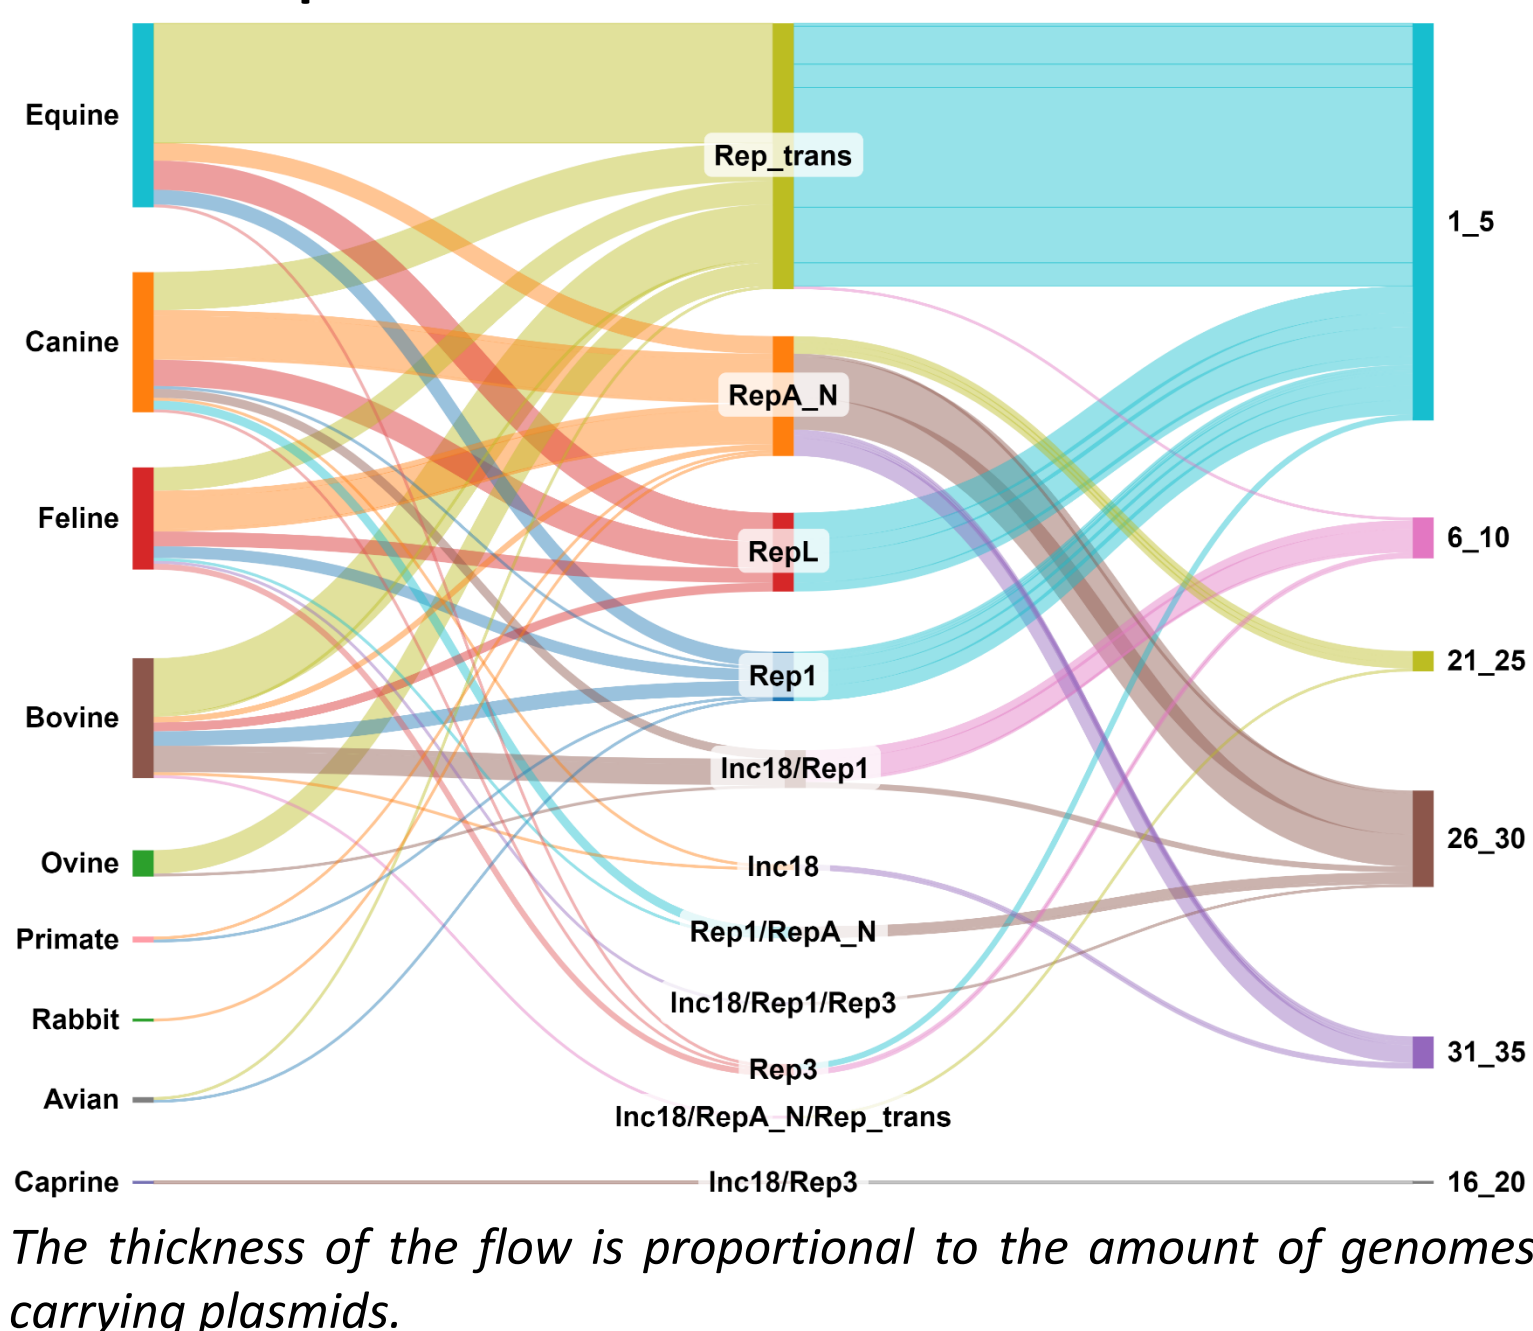 Equine
Rep_trans
1_5
Canine
RepA_N
Feline
6_10
RepL
21_25
Rep1
Bovine
Inc18/Rep1
26_30
Ovine
Inc18
Primate
Rep1/RepA_N
Inc18/Rep1/Rep3
Rabbit
31_35
Rep3
Avian
Inc18/RepA_N/Rep_trans
Caprine
Inc18/Rep3
16_20
The thickness of the flow is proportional to the amount of genomes
carrying plasmids.